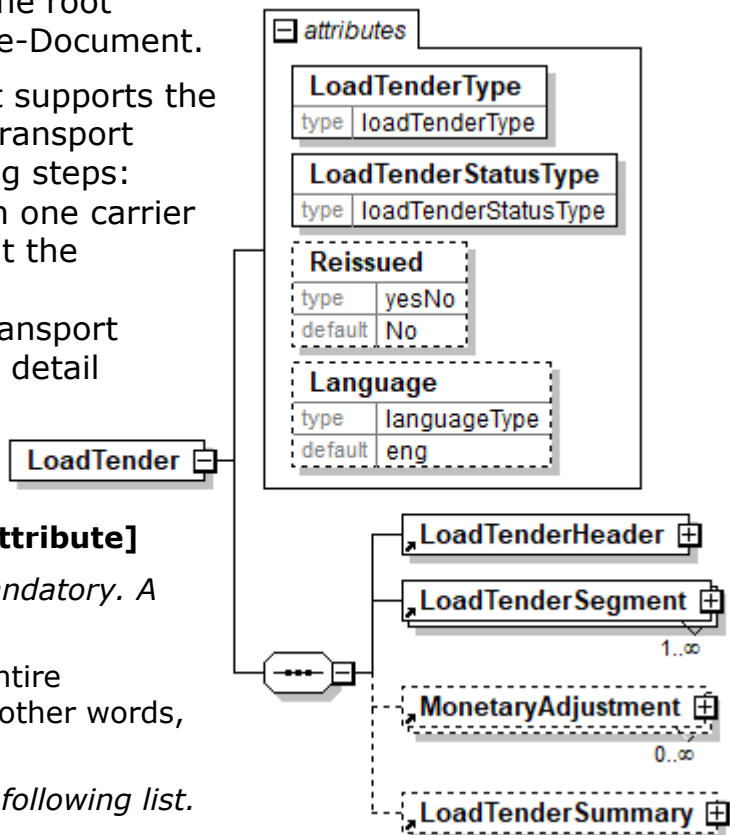 he root
e-Document.
t supports the
ransport
g steps:
n one carrier
t the
ansport
detail
ttribute]
ndatory. A
ntire
other words,
following list.
attributes
LoadTenderType
type loadTenderType
LoadTenderStatusType
type loadTenderStatusType
Reissued
type yesNo
default No
Language
type languageType
default eng
LoadTender
LoadTenderHeader
LoadTenderSegment
1..∞
MonetaryAdjustment
0..∞
LoadTenderSummary